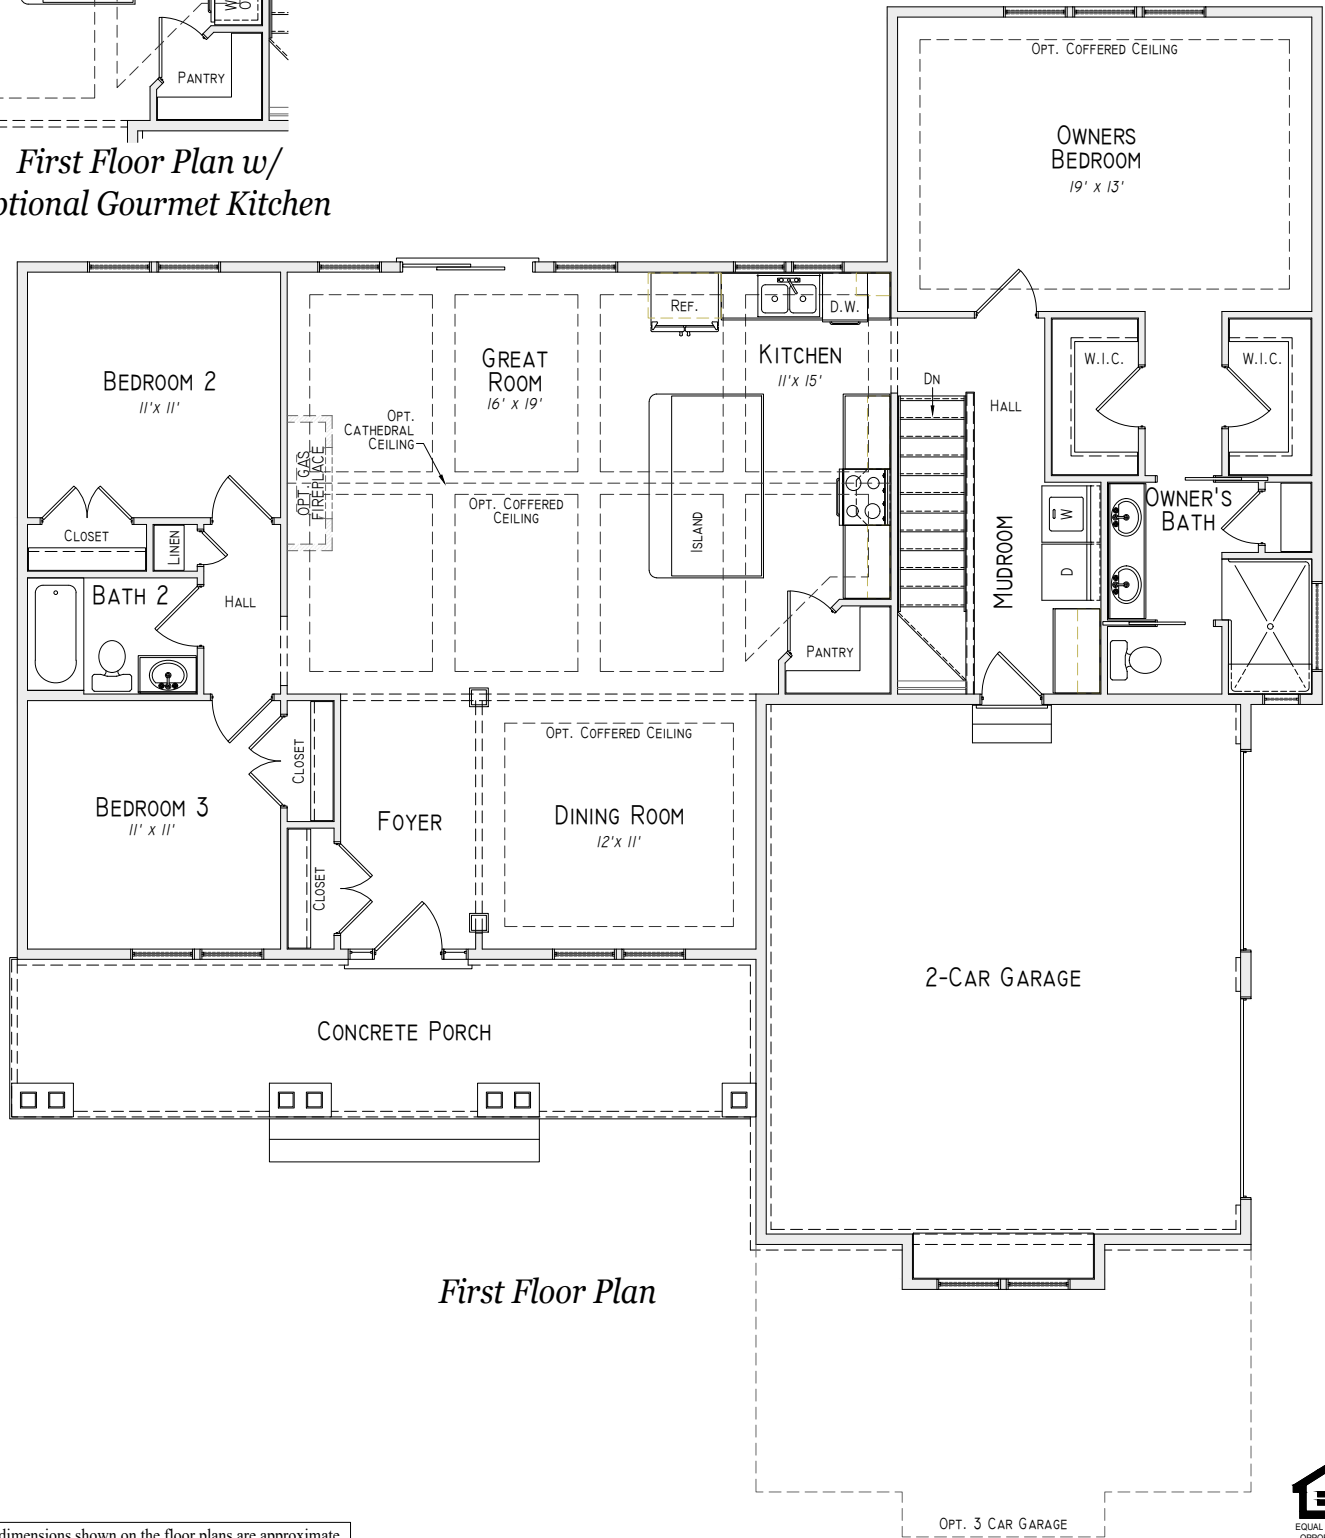 PANTRY
First Floor Plan w/
Gourmet Kitchen
OPT. COFFERED CEILING
OWNERS
BEDROOM
19' x 13'
BEDROOM 2
11'x 11'
GREAT
ROOM
16' x 19'
REF.
D.W.
KITCHEN
11'x 15'
DN
HALL
W.I.C.
W.I.C.
OPT.
CATHEDRAL
CEILING
OPT. GAS
FIREPLACE
OPT. COFFERED
CEILING
ISLAND
CLOSET
LINEN
BATH 2
HALL
MUDROOM
W
D
OWNER'S
BATH
PANTRY
OPT. COFFERED CEILING
CLOSET
BEDROOM 3
11' x 11'
FOYER
DINING ROOM
12'x 11'
CLOSET
2-CAR GARAGE
CONCRETE PORCH
First Floor Plan
OPT. 3 CAR GARAGE
dimensions shown on the floor plans are approximate
EQUAL